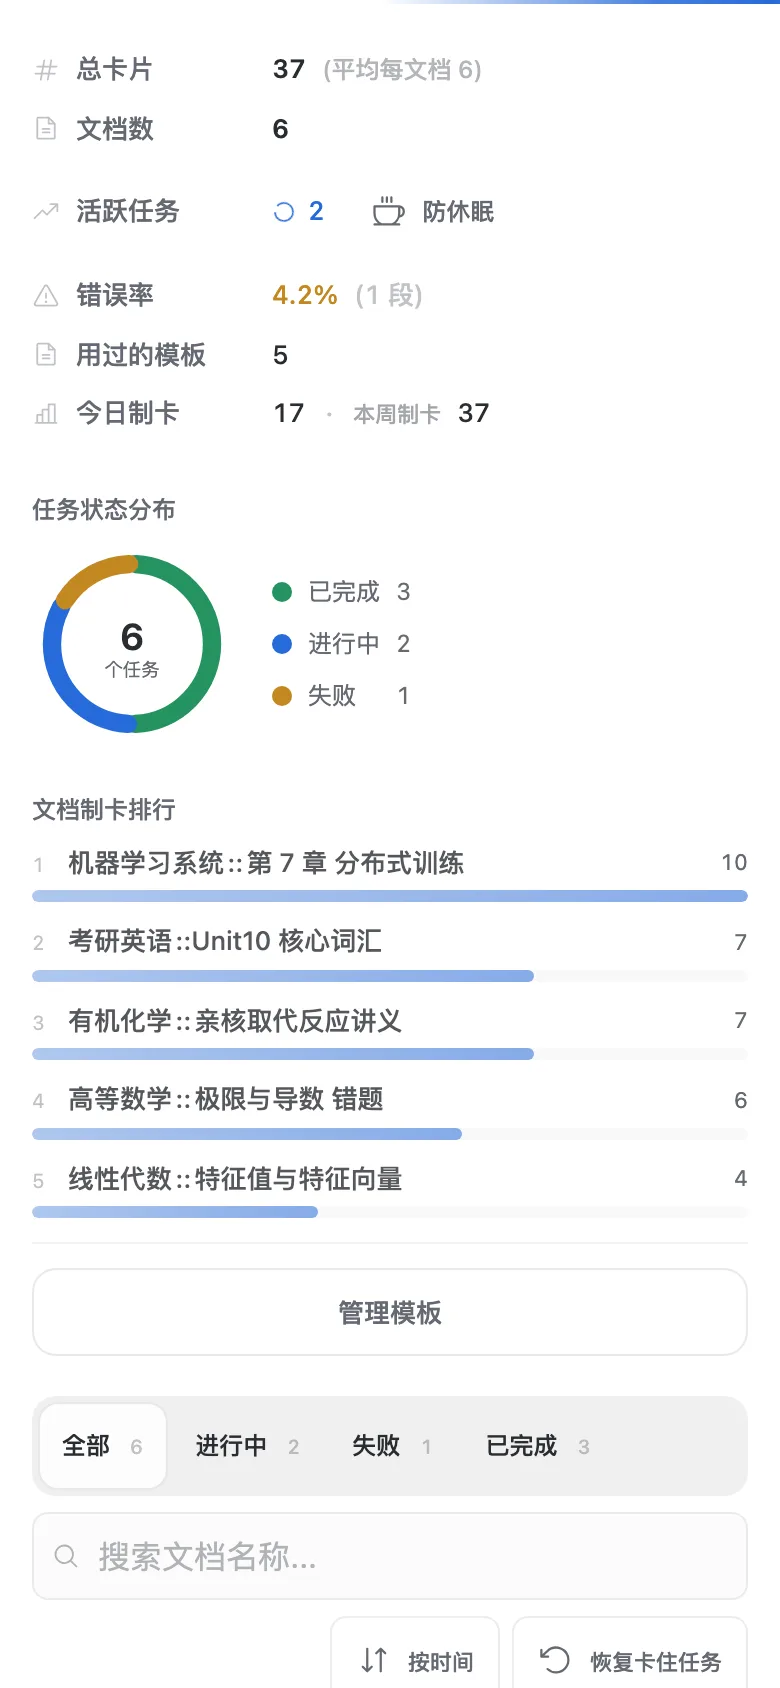 总卡片 37 (平均每文档 6)
文档数 6
活跃任务 2 防休眠
错误率 4.2% (1 段)
用过的模板 5
今日制卡 17 · 本周制卡 37
任务状态分布
6
个任务
已完成 3
进行中 2
失败 1
文档制卡排行
1 机器学习系统::第 7 章 分布式训练 10
2 考研英语::Unit10 核心词汇 7
3 有机化学::亲核取代反应讲义 7
4 高等数学::极限与导数 错题 6
5 线性代数::特征值与特征向量 4
管理模板
全部 6 进行中 2 失败 1 已完成 3
搜索文档名称...
按时间 恢复卡住任务